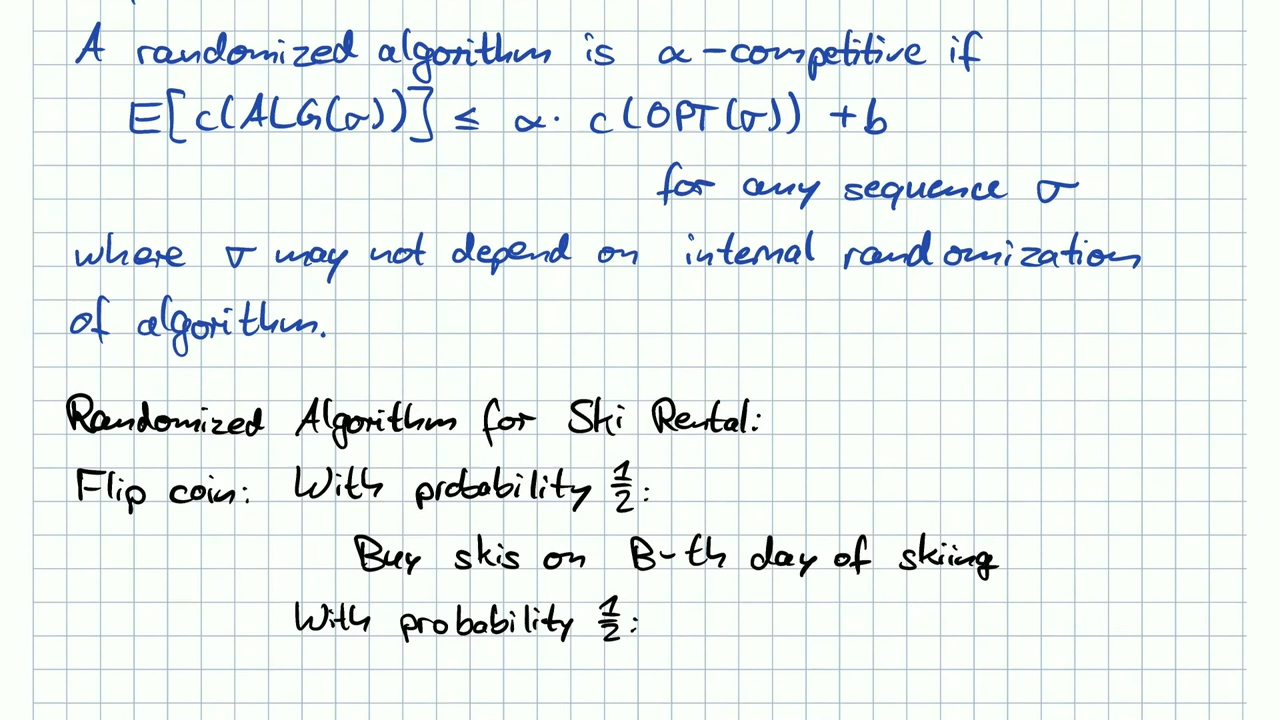 A randomized algorithm is α-competitive if
E[c(ALG(σ))] ≤ α · c(OPT(σ)) + b
for any sequence σ
where σ may not depend on internal randomization
of algorithm.
Randomized Algorithm for Ski Rental:
Flip coin: With probability 1/2:
Buy skis on B-th day of skiing
With probability 1/2: